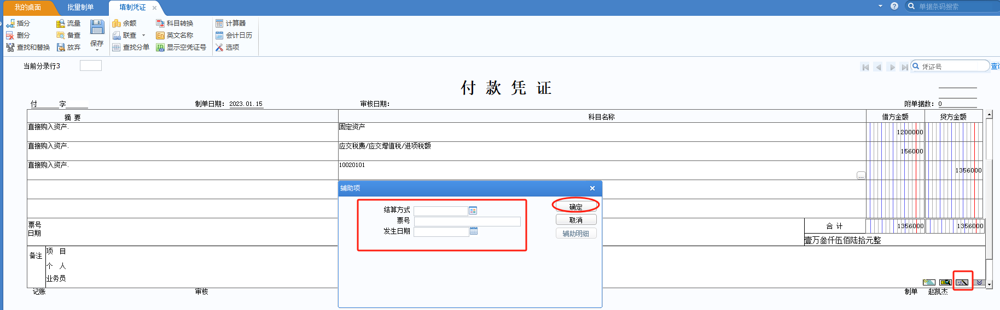 我的桌面 批量制单 填制凭证 单据条码搜索
插分 流量 余额 科目转换 计算器
删分 备查 保存 联查 En 英文名称 会计日历
查找和替换 放弃 查找分单 显示空凭证号 选项
当前分录行3 凭证号
付 款 凭 证
付 字 制单日期： 2023.01.15 审核日期： 附单据数： 0
摘 要 科目名称 借方金额 贷方金额
直接购入资产. 固定资产 1200000
直接购入资产. 应交税费/应交增值税/进项税额 156000
直接购入资产. 10020101 1356000
...
辅助项
结算方式 确定
票号 取消
发生日期 辅助明细
票号
日期
合 计 1356000 1356000
壹万叁仟伍佰陆拾元整
备注 项 目
个 人
业务员
记账 审核 制单 赵凯杰